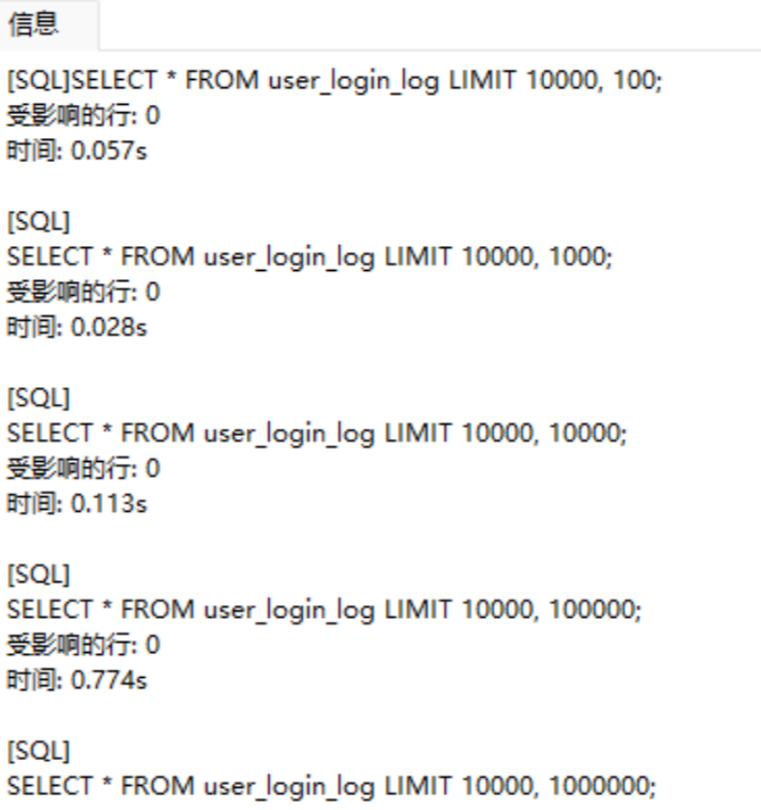 信息
[SQL]SELECT * FROM user_login_log LIMIT 10000, 100;
受影响的行: 0
时间: 0.057s
[SQL]
SELECT * FROM user_login_log LIMIT 10000, 1000;
受影响的行: 0
时间: 0.028s
[SQL]
SELECT * FROM user_login_log LIMIT 10000, 10000;
受影响的行: 0
时间: 0.113s
[SQL]
SELECT * FROM user_login_log LIMIT 10000, 100000;
受影响的行: 0
时间: 0.774s
[SQL]
SELECT * FROM user_login_log LIMIT 10000, 1000000;